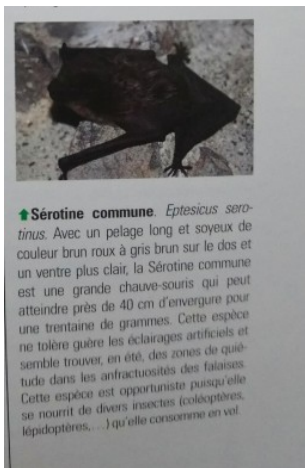 Sérotine commune. Eptesicus sero-
tinus. Avec un pelage long et soyeux de
couleur brun roux à gris brun sur le dos et
un ventre plus clair, la Sérotine commune
est une grande chauve-souris qui peut
atteindre près de 40 cm d'envergure pour
une trentaine de grammes. Cette espèce
ne tolère guère les éclairages artificiels et
semble trouver, en été, des zones de quié-
tude dans les anfractuosités des falaises.
Cette espèce est opportuniste puisqu'elle
se nourrit de divers insectes (coléoptères,
lépidoptères,...) qu'elle consomme en vol.